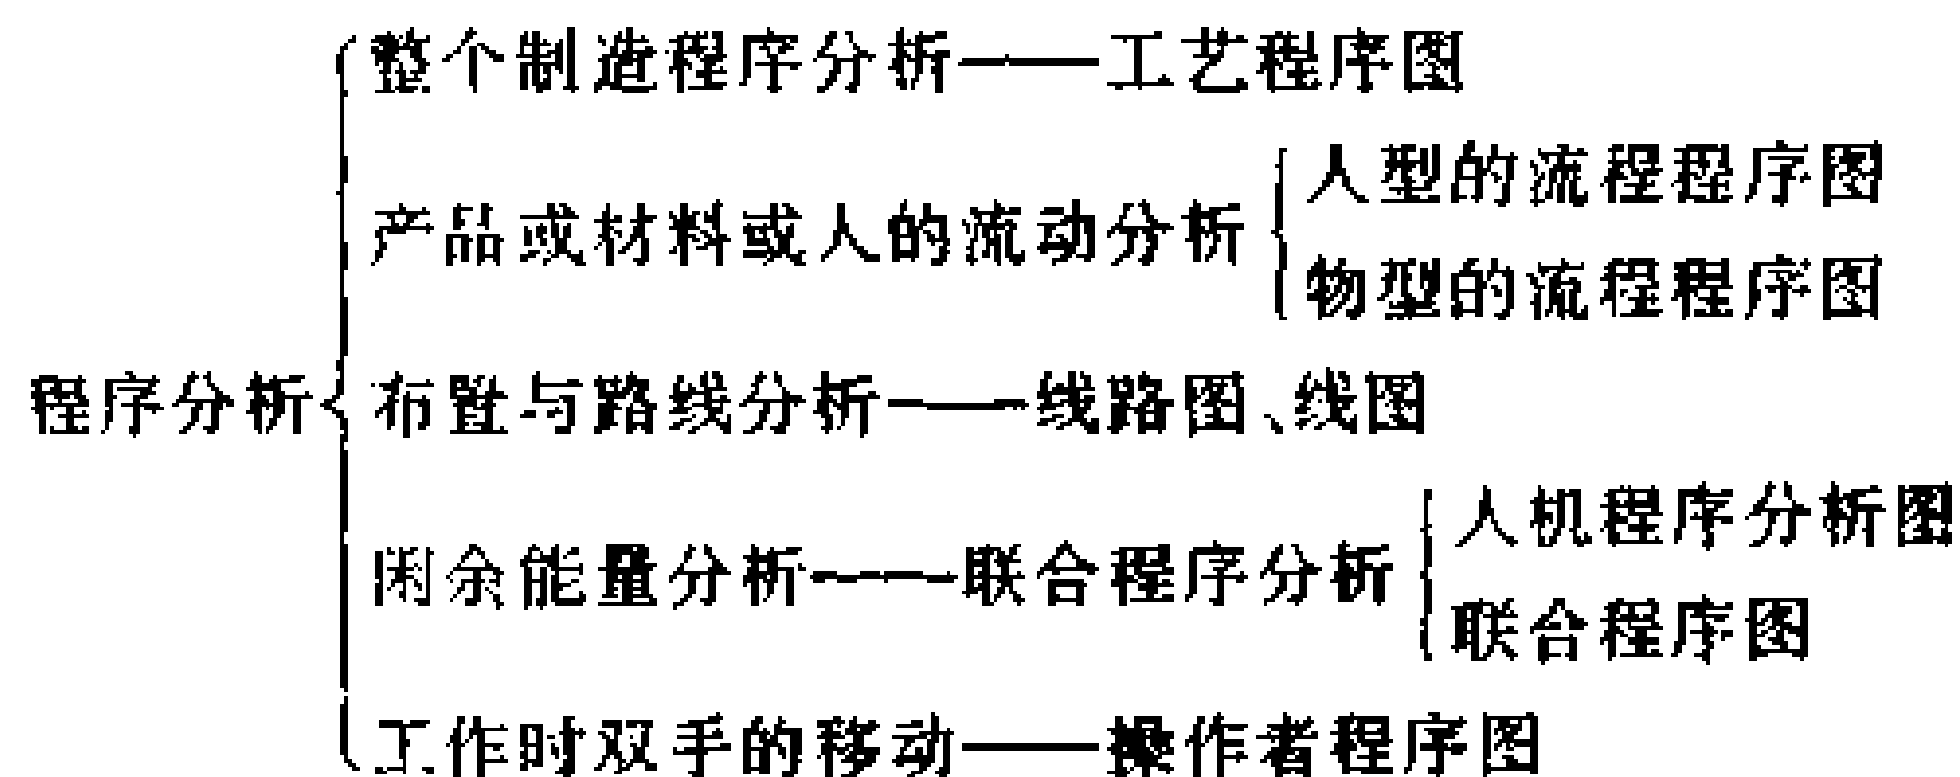 整个制造程序分析——工艺程序图
人型的流程程序图
产品或材料或人的流动分析
物型的流程程序图
程序分析
布置与路线分析——线路图、线图
人机程序分析图
闲余能量分析——联合程序分析
联合程序图
工作时双手的移动——操作者程序图